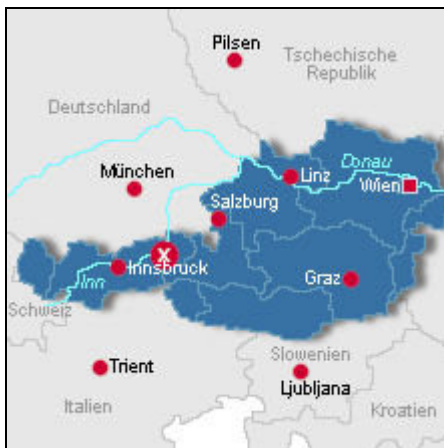 Pilsen
Tschechische
Republik
Deutschland
München
Donau
Linz
Wien
Salzburg
X
Innsbruck
Inn
Graz
Schweiz
Trient
Slowenien
Ljubljana
Italien
Kroatien